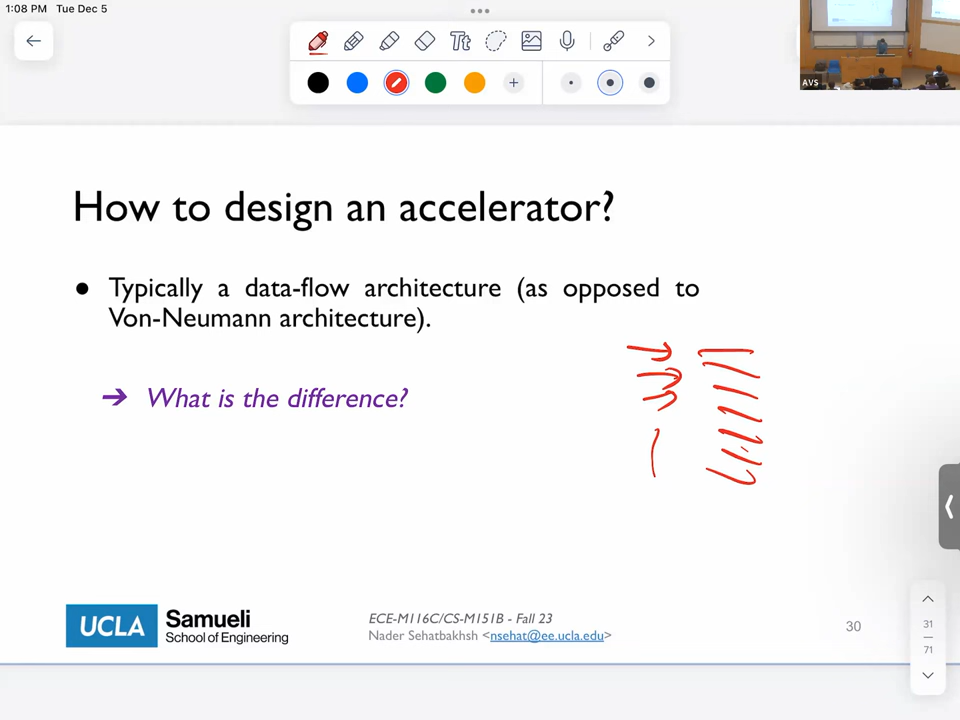 1:08 PM Tue Dec 5
Tt
AVS
How to design an accelerator?
● Typically a data-flow architecture (as opposed to
Von-Neumann architecture).
➔ What is the difference?
UCLA Samueli
School of Engineering
ECE-M116C/CS-M151B - Fall 23
Nader Sehatbakhsh <nsehat@ee.ucla.edu>
30
31
71